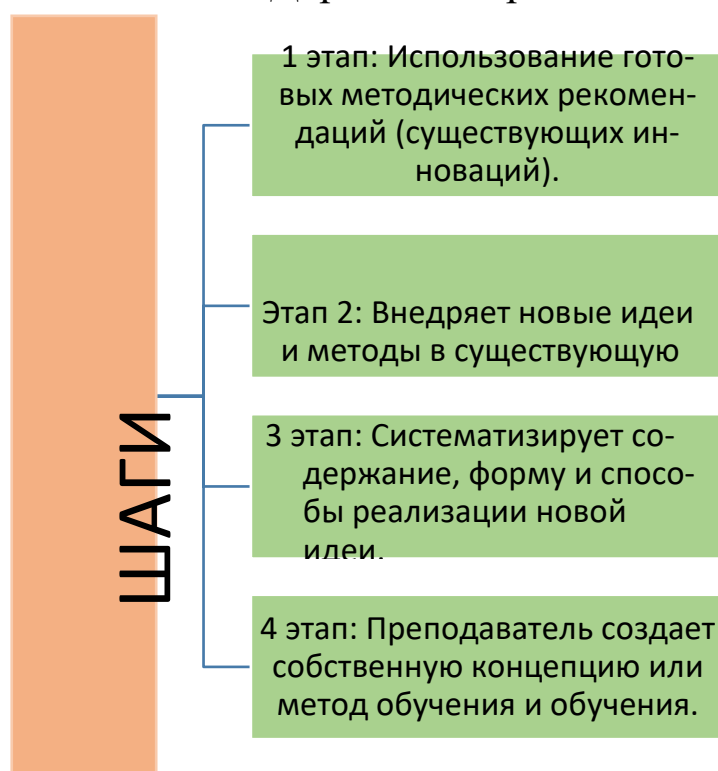 1 этап: Использование гото-
вых методических рекомен-
даций (существующих ин-
новаций).
Этап 2: Внедряет новые идеи
и методы в существующую
3 этап: Систематизирует со-
держание, форму и спосо-
бы реализации новой
идеи.
4 этап: Преподаватель создает
собственную концепцию или
метод обучения и обучения.
ШАГИ